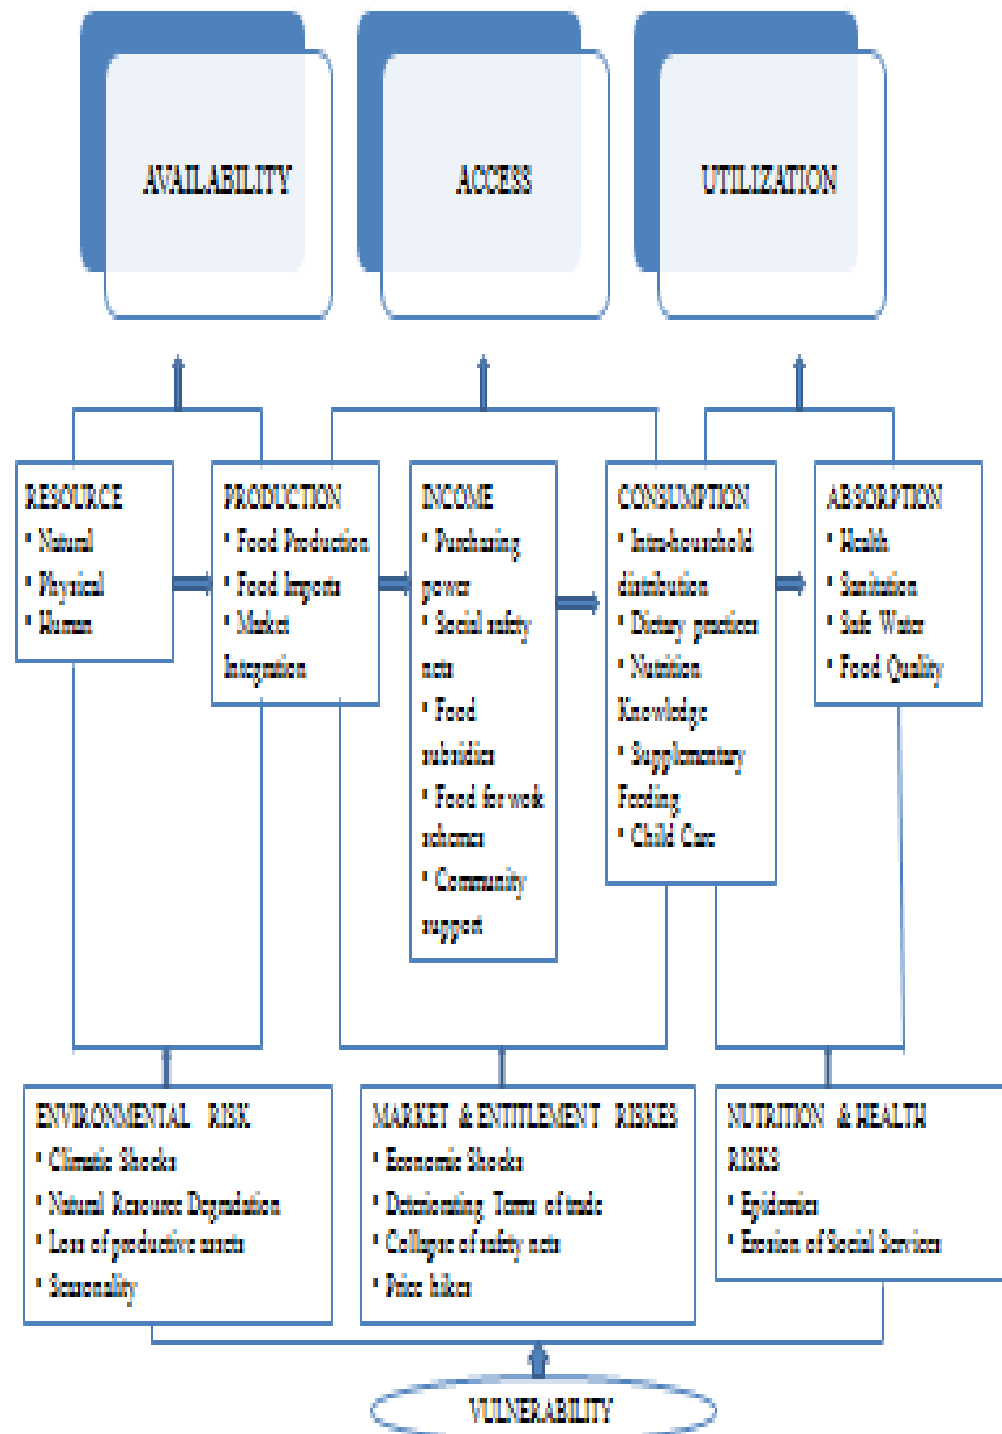 AVAILABILITY
ACCESS
UTILIZATION
RESOURCE
• Natural
• Physical
• Human
PRODUCTION
• Food Production
• Food Imports
• Market
Integration
INCOME
• Purchasing
power
• Social safety
nets
• Food
subsidies
• Food for work
schemes
• Community
support
CONSUMPTION
• Intra-household
distribution
• Dietary practices
• Nutrition
Knowledge
• Supplementary
Feeding
• Child Care
ABSORPTION
• Health
• Sanitation
• Safe Water
• Food Quality
ENVIRONMENTAL RISK
• Climatic Shocks
• Natural Resource Degradation
• Loss of productive assets
• Seasonality
MARKET & ENTITLEMENT RISKES
• Economic Shocks
• Deteriorating Terms of trade
• Collapse of safety nets
• Price hikes
NUTRITION & HEALTH
RISKS
• Epidemics
• Erosion of Social Services
VULNERABILITY